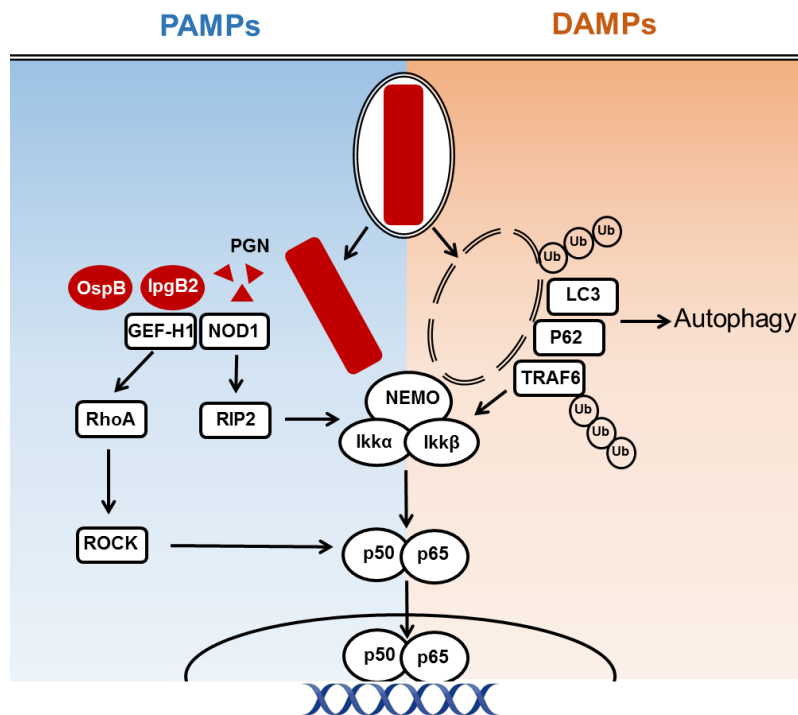 PAMPs
DAMPs
PGN
OspB
IpgB2
GEF-H1
NOD1
RhoA
RIP2
ROCK
Ub
Ub
Ub
LC3
P62
TRAF6
Autophagy
Ub
Ub
Ub
NEMO
Ikkα
Ikkβ
p50
p65
p50
p65